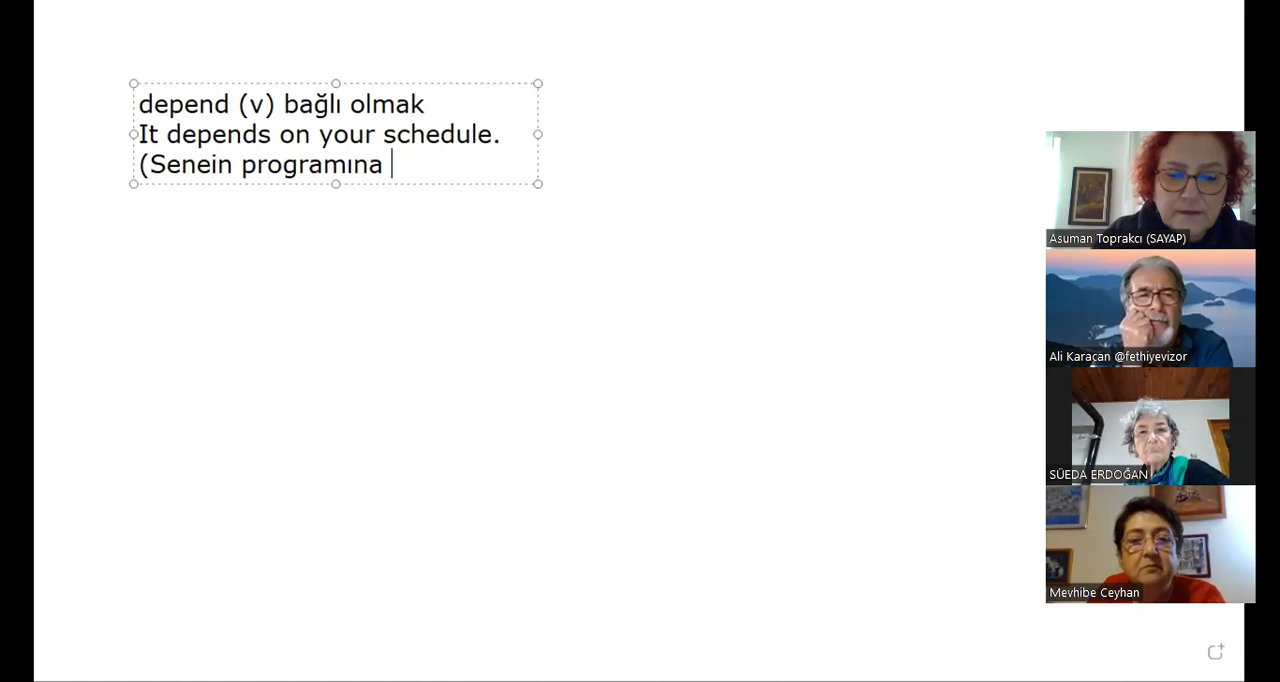 depend (v) bağlı olmak
It depends on your schedule.
(Senein programına
Asuman Toprakcı (SAYAP)
Ali Karaçan @fethiyevizor
SÜEDA ERDOĞAN
Mevhibe Ceyhan